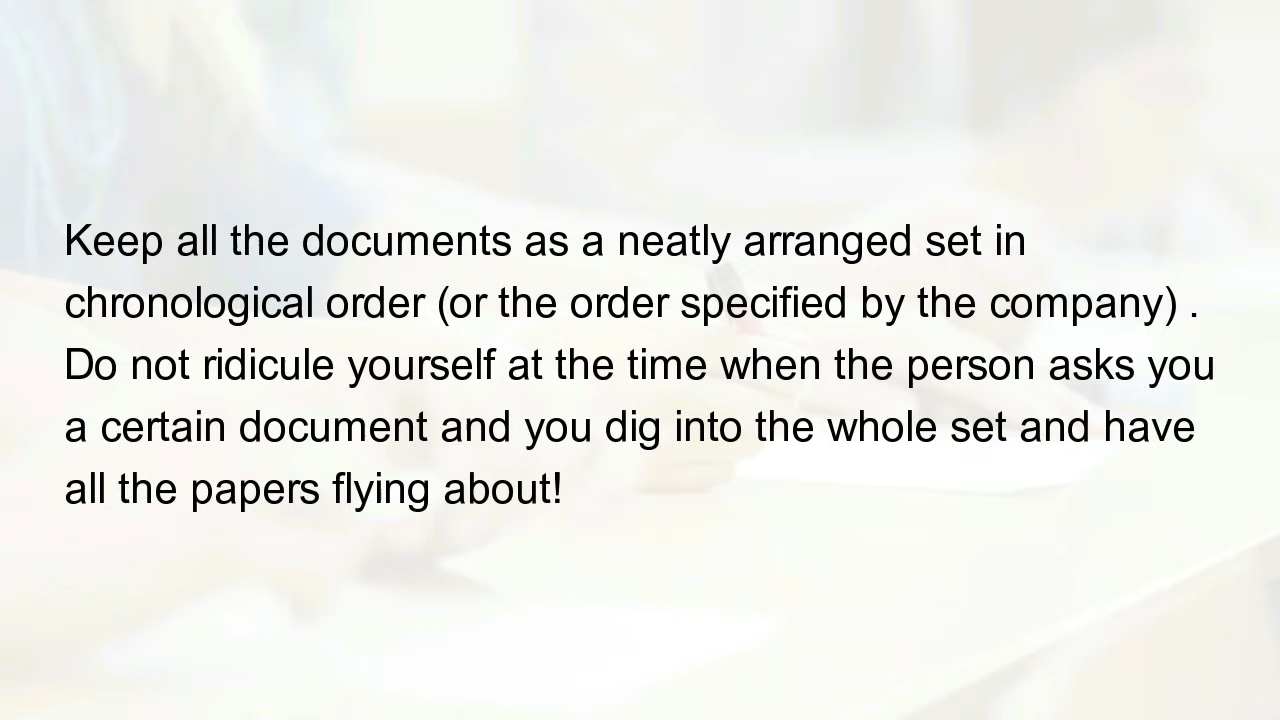 Keep all the documents as a neatly arranged set in
chronological order (or the order specified by the company) .
Do not ridicule yourself at the time when the person asks you
a certain document and you dig into the whole set and have
all the papers flying about!